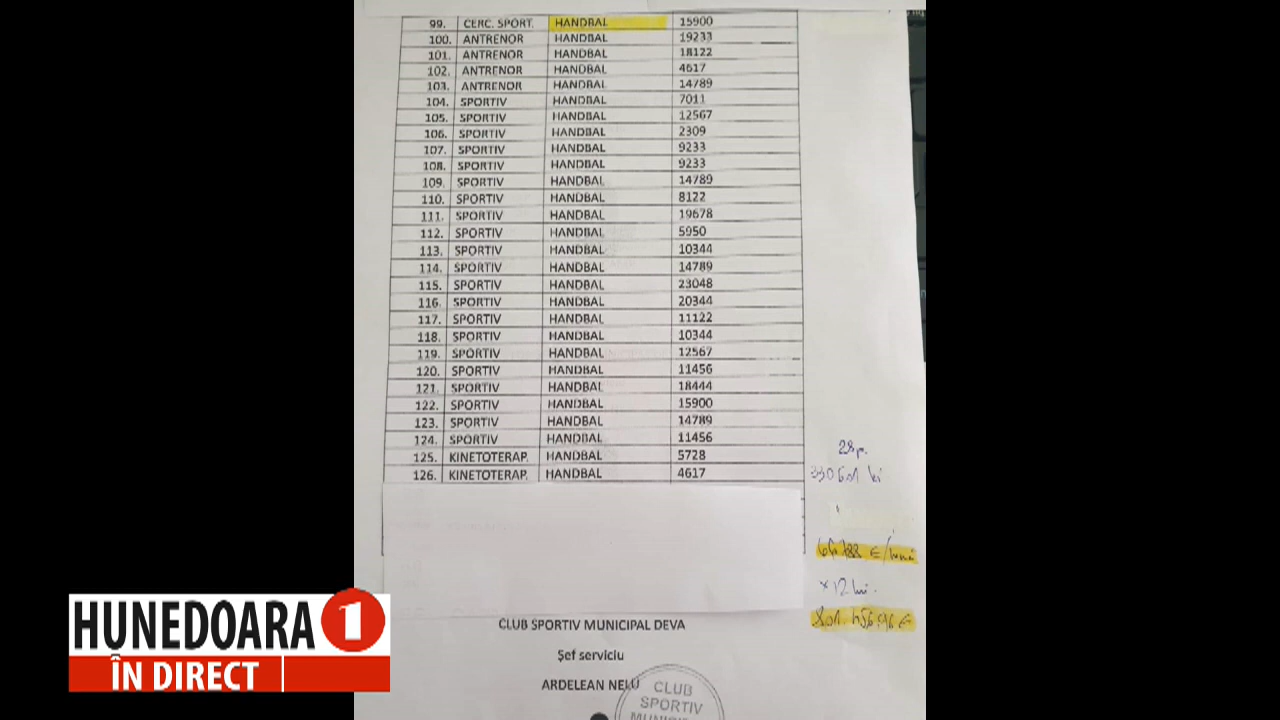 99. CERC. SPORT. HANDBAL 15900
100. ANTRENOR HANDBAL 19233
101. ANTRENOR HANDBAL 18122
102. ANTRENOR HANDBAL 4617
103. ANTRENOR HANDBAL 14789
104. SPORTIV HANDBAL 7011
105. SPORTIV HANDBAL 12567
106. SPORTIV HANDBAL 2309
107. SPORTIV HANDBAL 9233
108. SPORTIV HANDBAL 9233
109. SPORTIV HANDBAL 14789
110. SPORTIV HANDBAL 8122
111. SPORTIV HANDBAL 19678
112. SPORTIV HANDBAL 5950
113. SPORTIV HANDBAL 10344
114. SPORTIV HANDBAL 14789
115. SPORTIV HANDBAL 23048
116. SPORTIV HANDBAL 20344
117. SPORTIV HANDBAL 11122
118. SPORTIV HANDBAL 10344
119. SPORTIV HANDBAL 12567
120. SPORTIV HANDBAL 11456
121. SPORTIV HANDBAL 18444
122. SPORTIV HANDBAL 15900
123. SPORTIV HANDBAL 14789
124. SPORTIV HANDBAL 11456
125. KINETOTERAP. HANDBAL 5728
126. KINETOTERAP. HANDBAL 4617
28p.
lei
€/lună
CLUB SPORTIV MUNICIPAL DEVA
Șef serviciu
ARDELEAN NELU
CLUB
SPORTIV
HUNEDOARA 1
ÎN DIRECT